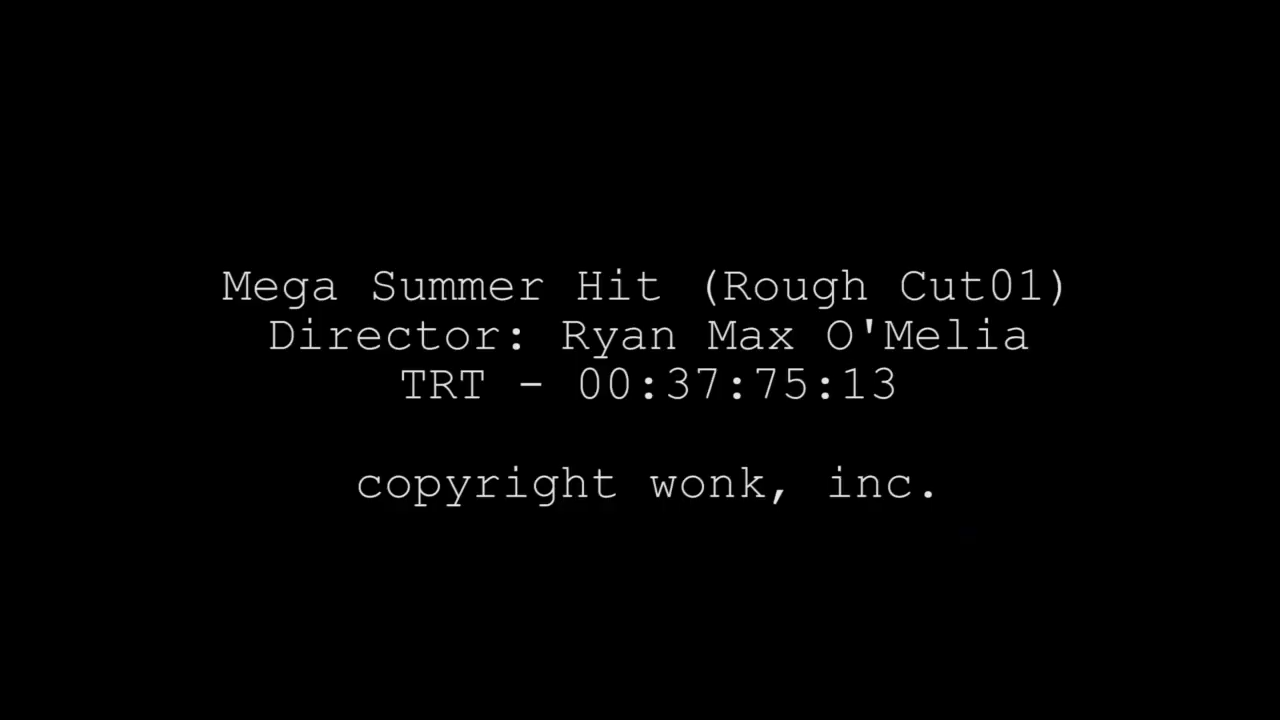 Mega Summer Hit (Rough Cut01)
Director: Ryan Max O'Melia
TRT - 00:37:75:13
copyright wonk, inc.